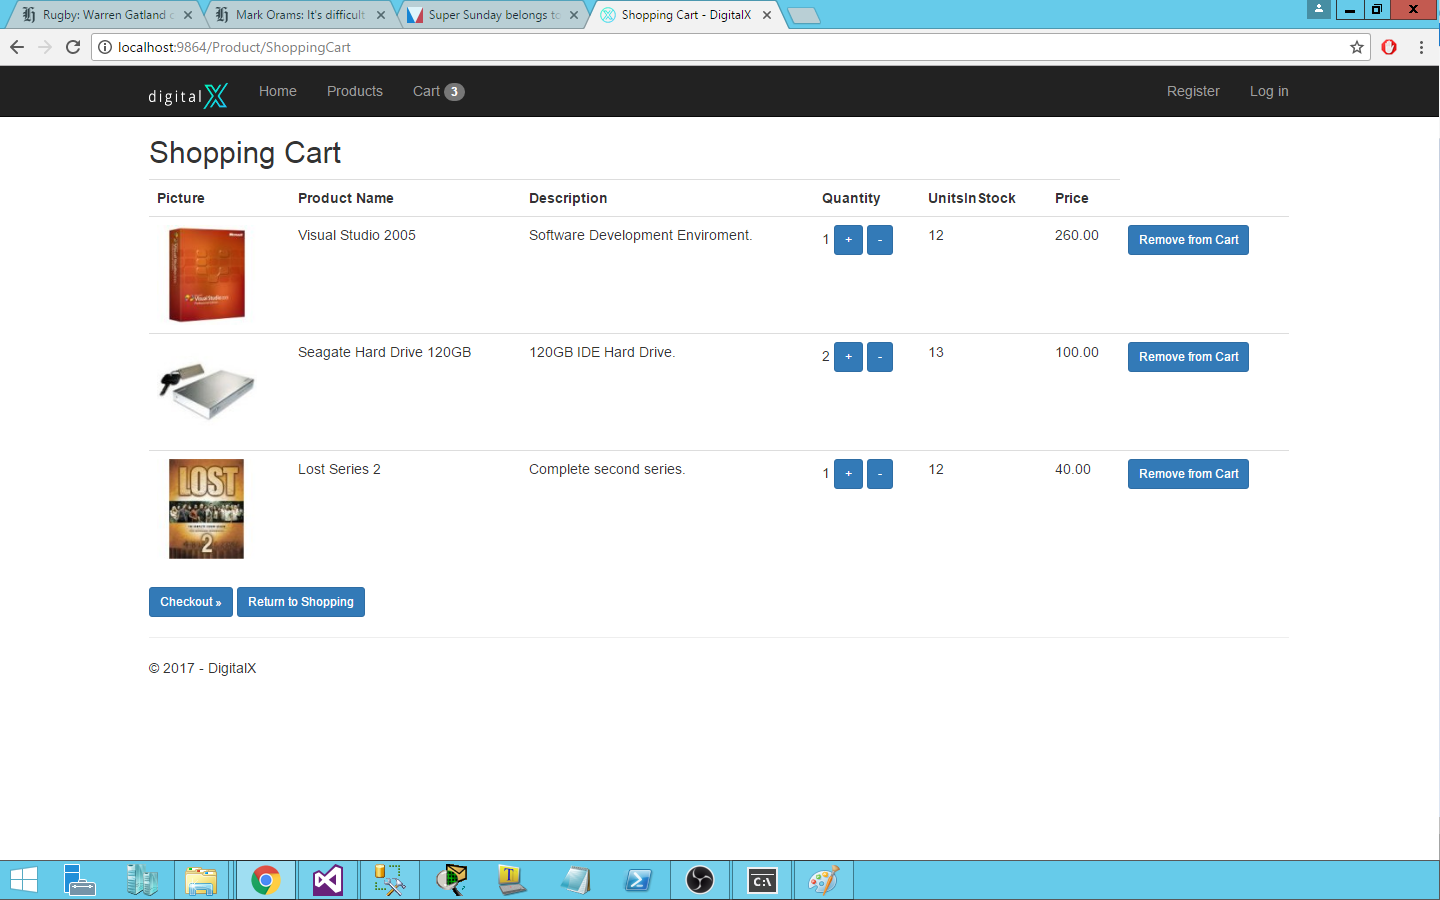 Rugby: Warren Gatland
Mark Orams: It's difficult
Super Sunday belongs to
Shopping Cart - DigitalX
localhost:9864/Product/ShoppingCart
digitalX Home Products Cart 3 Register Log in
Shopping Cart
Picture Product Name Description Quantity UnitsInStock Price
Visual Studio 2005 Software Development Enviroment. 1 + - 12 260.00 Remove from Cart
Seagate Hard Drive 120GB 120GB IDE Hard Drive. 2 + - 13 100.00 Remove from Cart
Lost Series 2 Complete second series. 1 + - 12 40.00 Remove from Cart
LOST
2
Checkout » Return to Shopping
© 2017 - DigitalX
C:\